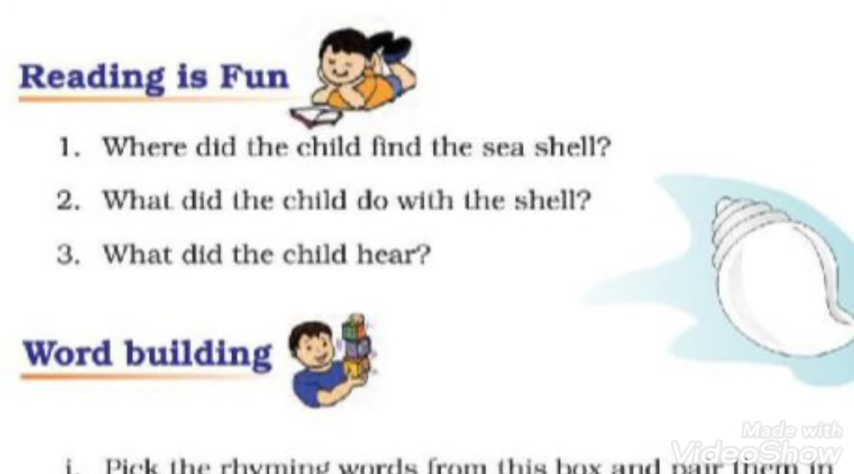 Reading is Fun
1. Where did the child find the sea shell?
2. What did the child do with the shell?
3. What did the child hear?
Word building
i. Pick the rhyming words from this box and pair them in
Made with
VideoShow